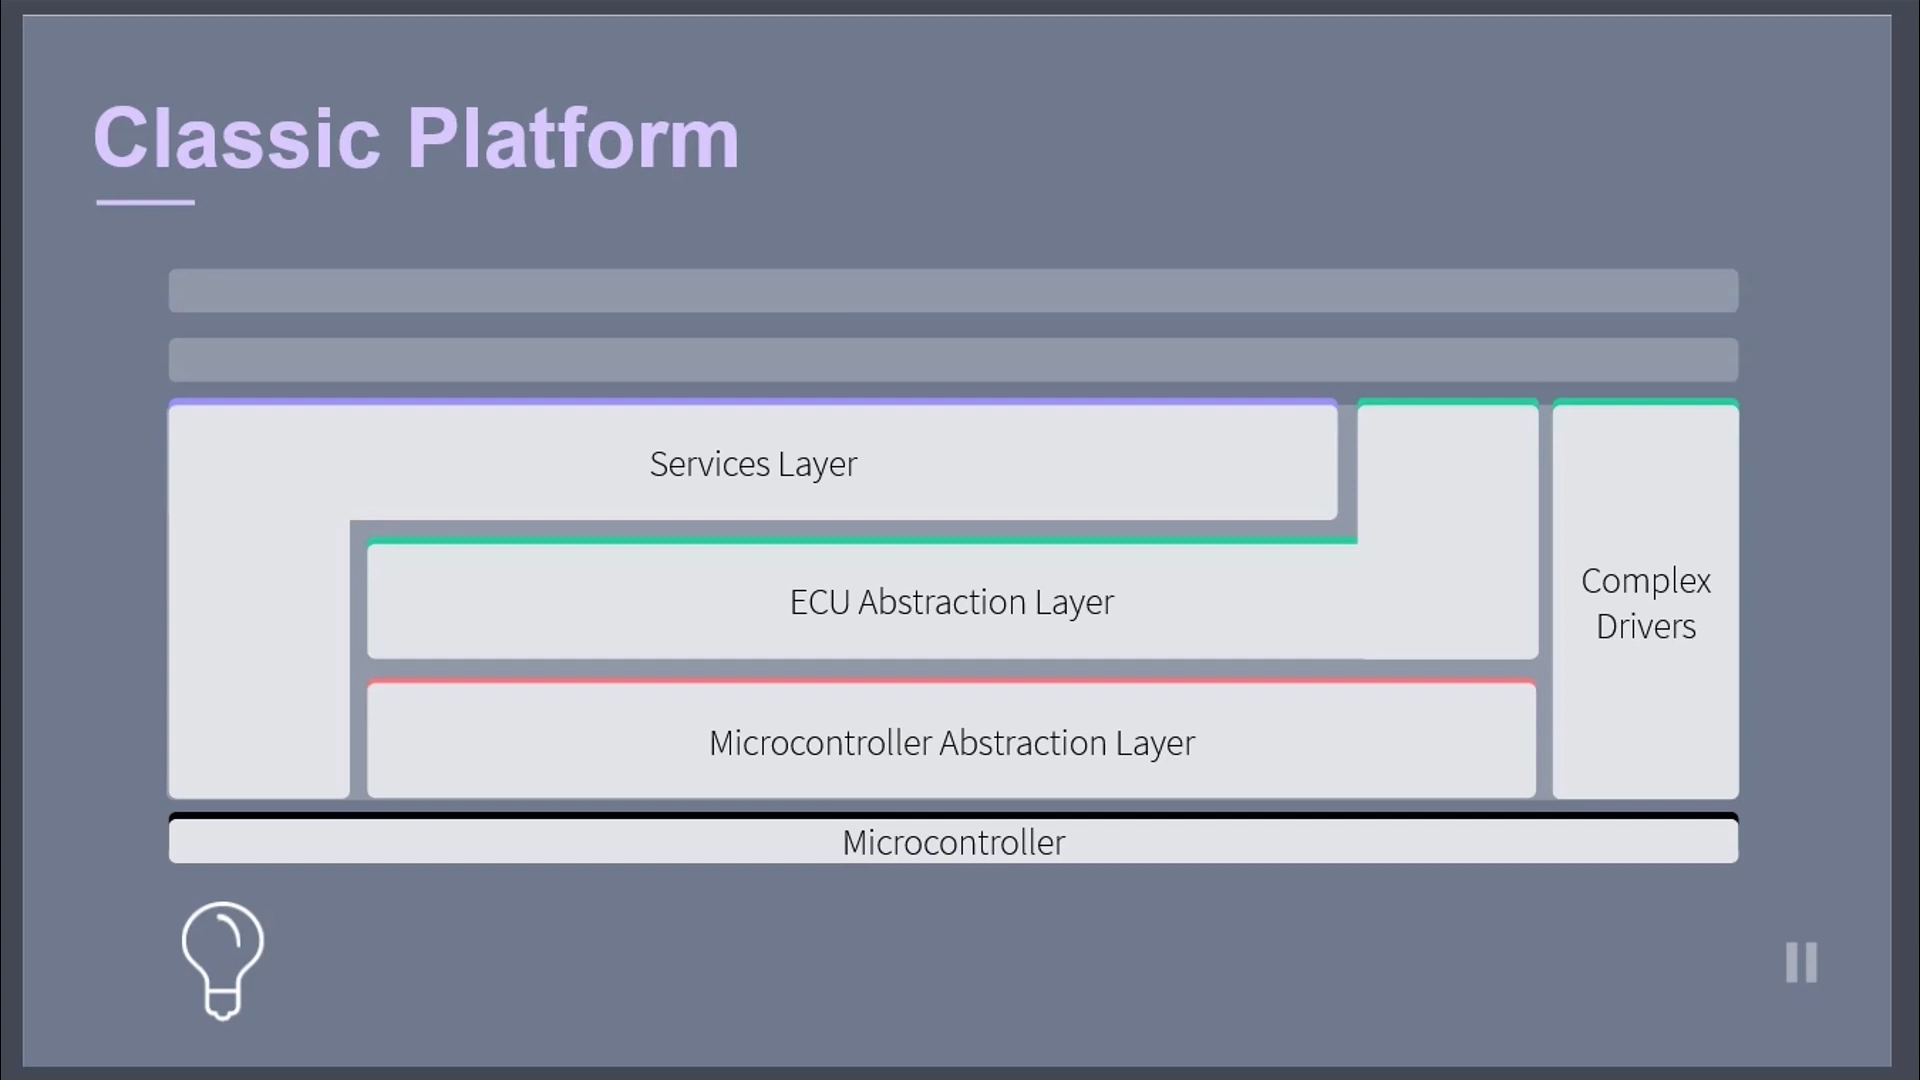 Classic Platform
Services Layer
ECU Abstraction Layer
Complex
Drivers
Microcontroller Abstraction Layer
Microcontroller